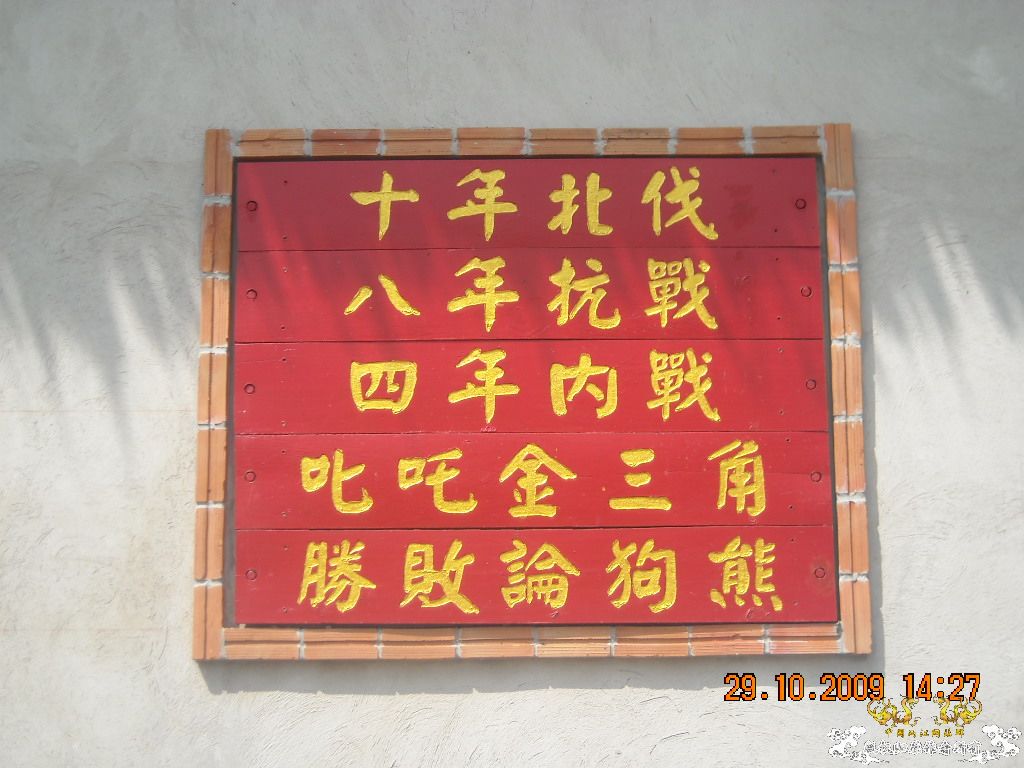 十年北伐
八年抗戰
四年內戰
叱吒金三角
勝敗論狗熊
29.10.2009 14:27